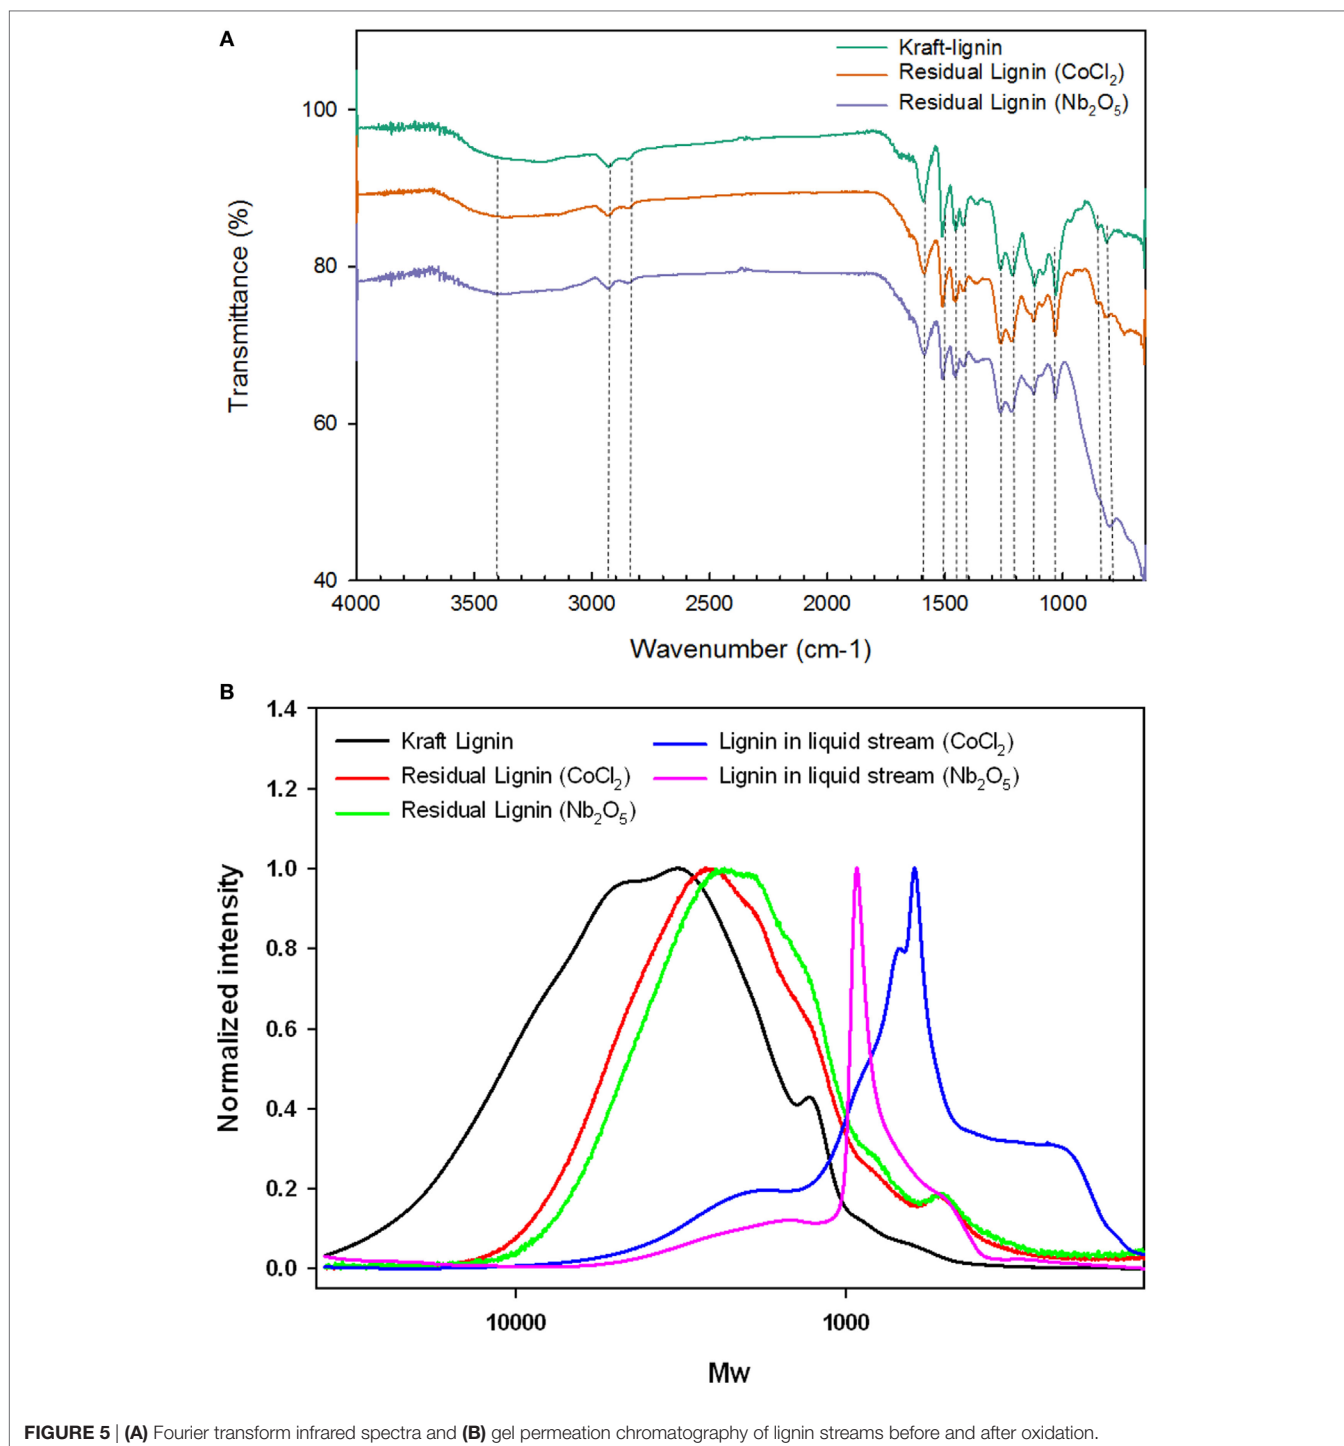 A
Kraft-lignin
Residual Lignin (CoCl2)
Residual Lignin (Nb2O5)
100
80
60
40
Transmittance (%)
4000 3500 3000 2500 2000 1500 1000
Wavenumber (cm-1)
B
1.4
1.2
1.0
0.8
0.6
0.4
0.2
0.0
Normalized intensity
Kraft Lignin
Residual Lignin (CoCl2)
Residual Lignin (Nb2O5)
Lignin in liquid stream (CoCl2)
Lignin in liquid stream (Nb2O5)
10000 1000
Mw
FIGURE 5 | (A) Fourier transform infrared spectra and (B) gel permeation chromatography of lignin streams before and after oxidation.